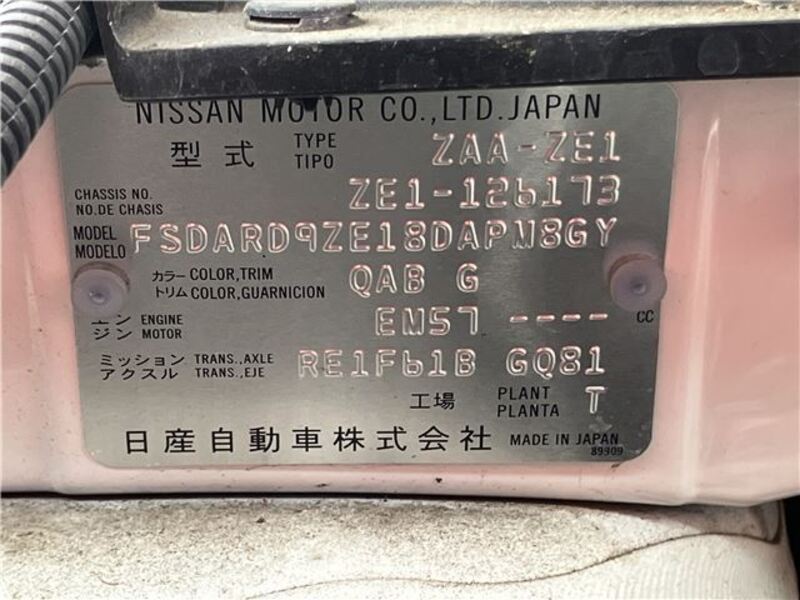 NISSAN MOTOR CO.,LTD.JAPAN
型式 TYPE TIPO ZAA-ZE1
CHASSIS NO. NO.DE CHASIS ZE1-126173
MODEL MODELO FSDARD9ZE18DAPM8GY
カラー COLOR,TRIM QAB G
トリム COLOR,GUARNICION
エン ENGINE EM57 ---- CC
ジン MOTOR
ミッション TRANS.,AXLE RE1F61B GQ81
アクスル TRANS.,EJE
工場 PLANT PLANTA T
日産自動車株式会社 MADE IN JAPAN
89909